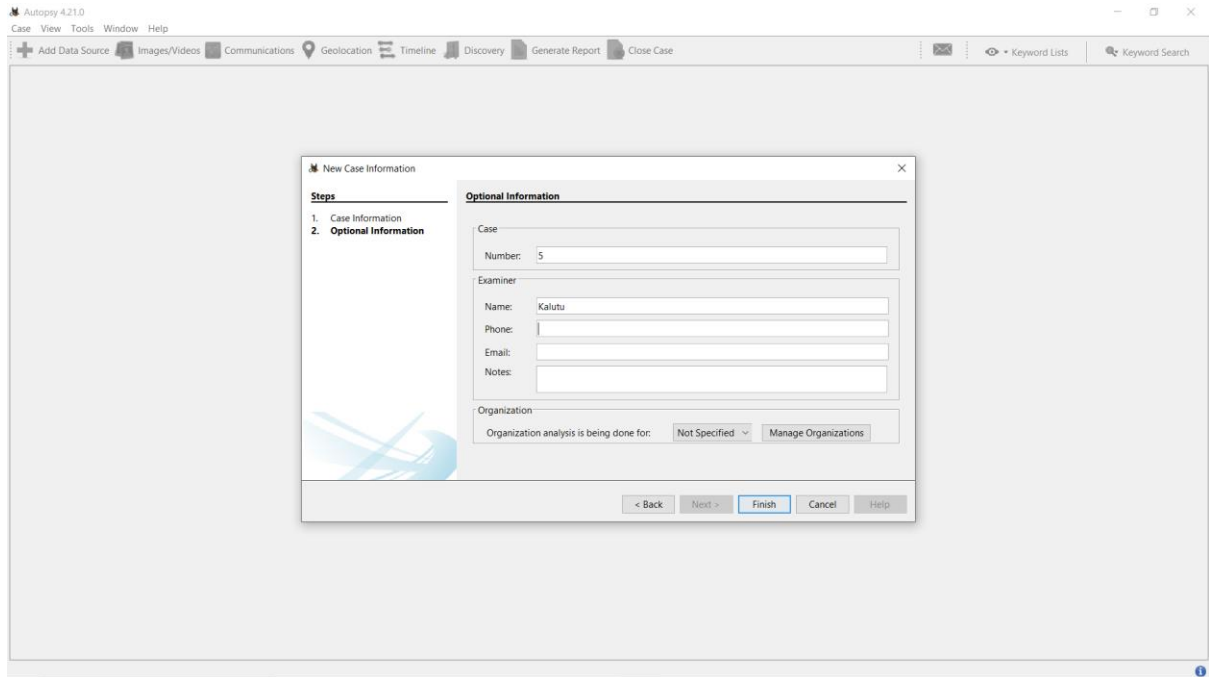 Autopsy 4.21.0
Case View Tools Window Help
Add Data Source Images/Videos Communications Geolocation Timeline Discovery Generate Report Close Case Keyword Lists Keyword Search
New Case Information
Steps
1. Case Information
2. Optional Information
Optional Information
Case
Number: 5
Examiner
Name: Kalutu
Phone:
Email:
Notes:
Organization
Organization analysis is being done for: Not Specified Manage Organizations
< Back Next > Finish Cancel Help